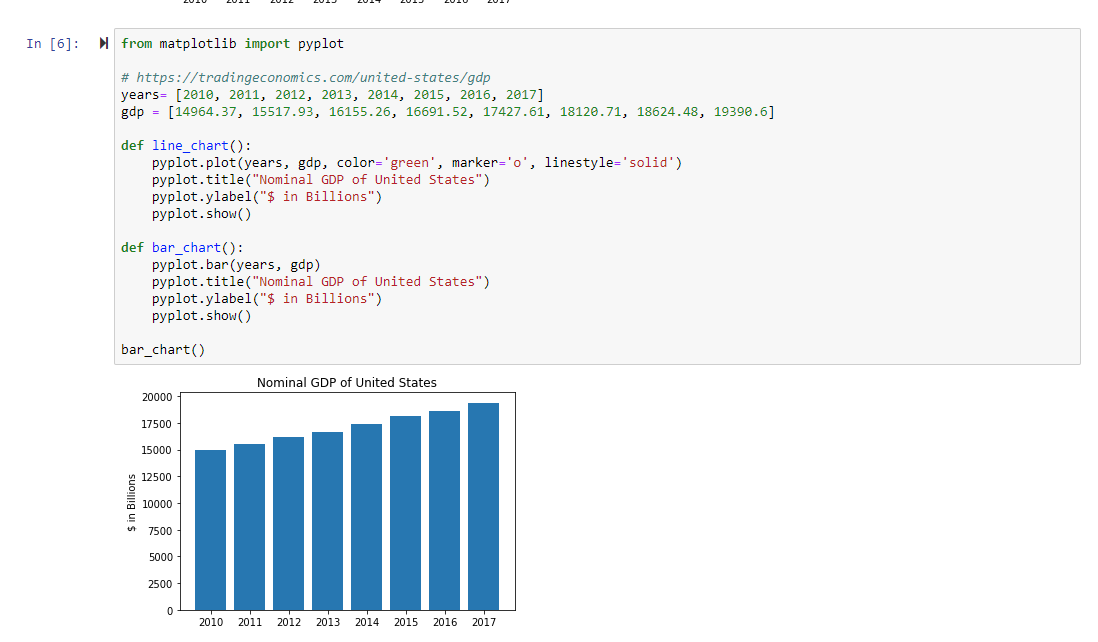 2010 2011 2012 2013 2014 2015 2016 2017
In [6]:
from matplotlib import pyplot
# https://tradingeconomics.com/united-states/gdp
years= [2010, 2011, 2012, 2013, 2014, 2015, 2016, 2017]
gdp = [14964.37, 15517.93, 16155.26, 16691.52, 17427.61, 18120.71, 18624.48, 19390.6]
def line_chart():
    pyplot.plot(years, gdp, color='green', marker='o', linestyle='solid')
    pyplot.title("Nominal GDP of United States")
    pyplot.ylabel("$ in Billions")
    pyplot.show()
def bar_chart():
    pyplot.bar(years, gdp)
    pyplot.title("Nominal GDP of United States")
    pyplot.ylabel("$ in Billions")
    pyplot.show()
bar_chart()
Nominal GDP of United States
20000
17500
15000
12500
10000
7500
5000
2500
0
$ in Billions
2010 2011 2012 2013 2014 2015 2016 2017